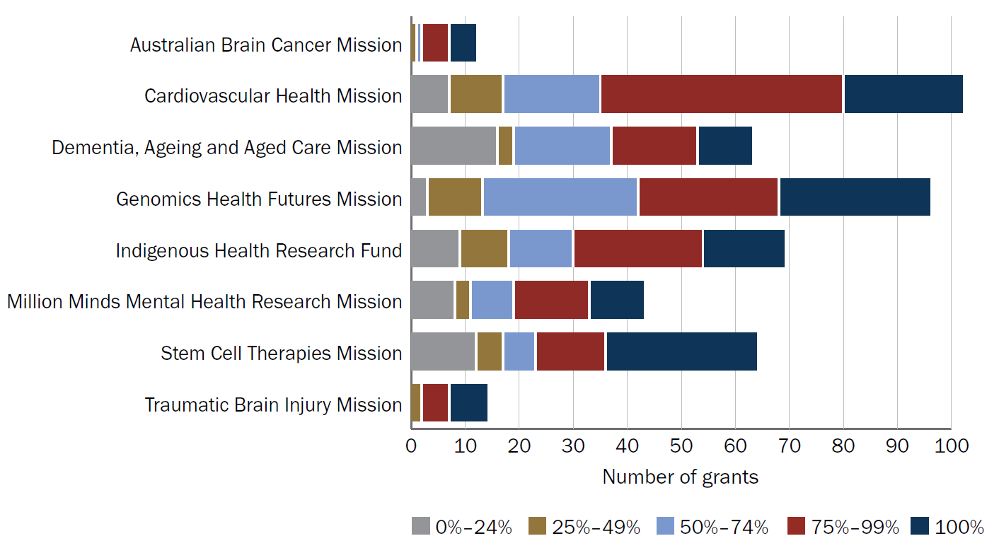 Australian Brain Cancer Mission
Cardiovascular Health Mission
Dementia, Ageing and Aged Care Mission
Genomics Health Futures Mission
Indigenous Health Research Fund
Million Minds Mental Health Research Mission
Stem Cell Therapies Mission
Traumatic Brain Injury Mission
0 10 20 30 40 50 60 70 80 90 100
Number of grants
0%–24% 25%–49% 50%–74% 75%–99% 100%